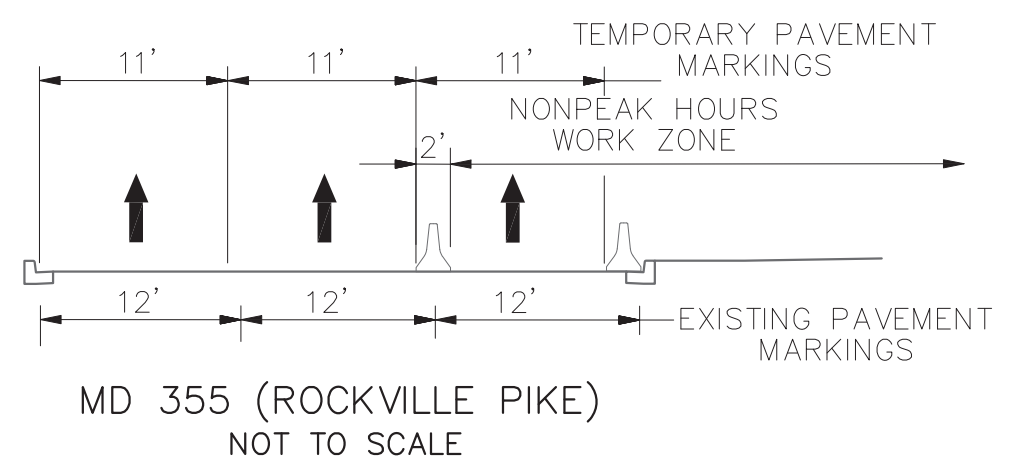 TEMPORARY PAVEMENT
MARKINGS
11' 11' 11'
NONPEAK HOURS
WORK ZONE
2'
12' 12' 12'
EXISTING PAVEMENT
MARKINGS
MD 355 (ROCKVILLE PIKE)
NOT TO SCALE